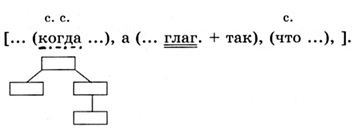 с. с. с.
[... (когда ...), а (... глаг. + так), (что ...), ].